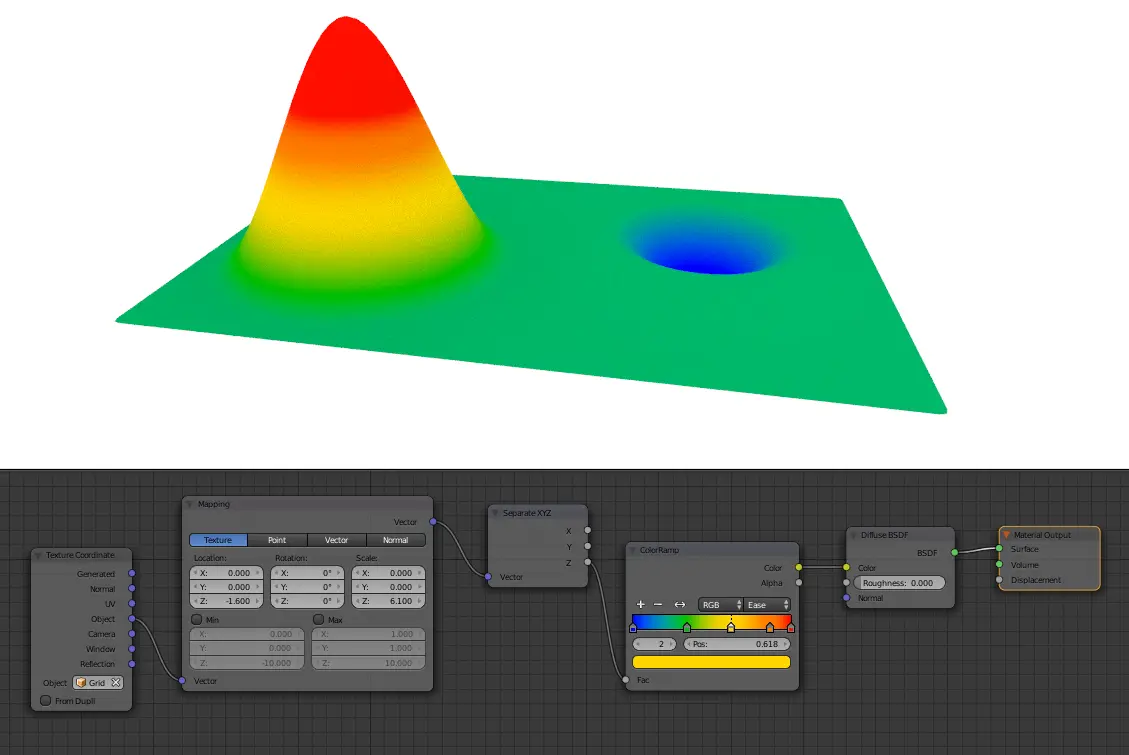 Texture Coordinate
Generated
Normal
UV
Object
Camera
Window
Reflection
Object Grid
From Dupli
Mapping
Vector
Texture Point Vector Normal
Location: Rotation: Scale:
X: 0.000 X: 0° X: 0.000
Y: 0.000 Y: 0° Y: 0.000
Z: -1.600 Z: 0° Z: 6.100
Min Max
X: 0.000 X: 1.000
Y: 0.000 Y: 1.000
Z: -10.000 Z: 10.000
Vector
Separate XYZ
X
Y
Z
Vector
ColorRamp
Color
Alpha
RGB Ease
2 Pos: 0.618
Fac
Diffuse BSDF
BSDF
Color
Roughness: 0.000
Normal
Material Output
Surface
Volume
Displacement